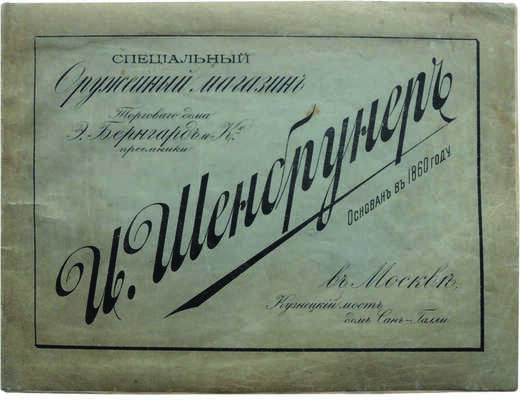 СПЕЦІАЛЬНЫЙ
Оружейный магазинъ
Торговаго дома
Э. Бернгардъ и Кº
преемники
И. Шенбрунеръ
Основанъ въ 1860 году.
въ Москвѣ,
Кузнецкій мостъ,
домъ Санъ-Галли.